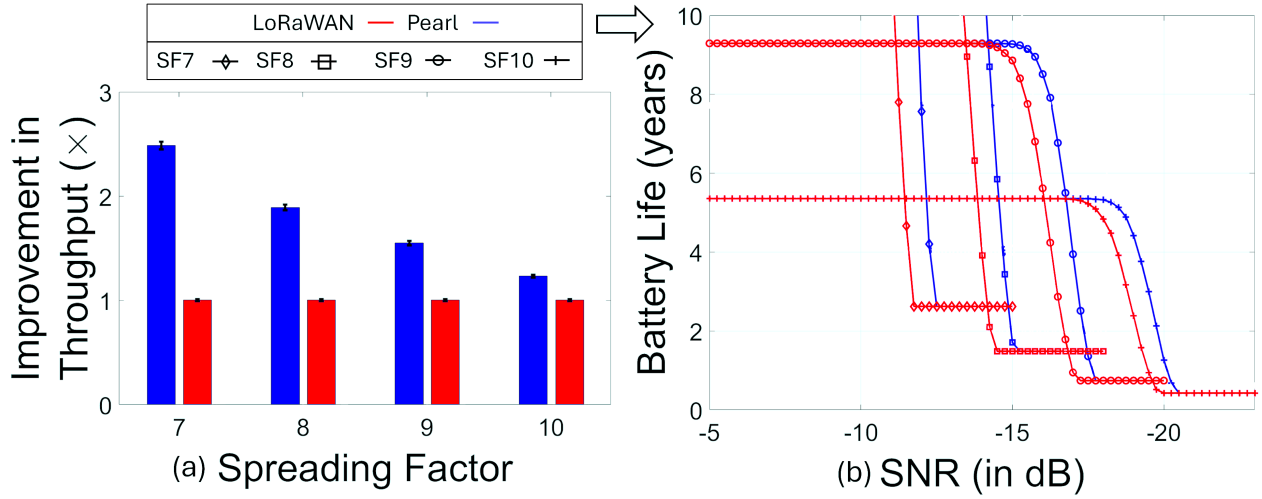 LoRaWAN Pearl
SF7 SF8 SF9 SF10
Improvement in
Throughput (×)
3
2
1
0
7 8 9 10
(a) Spreading Factor
Battery Life (years)
10
8
6
4
2
0
-5 -10 -15 -20
(b) SNR (in dB)